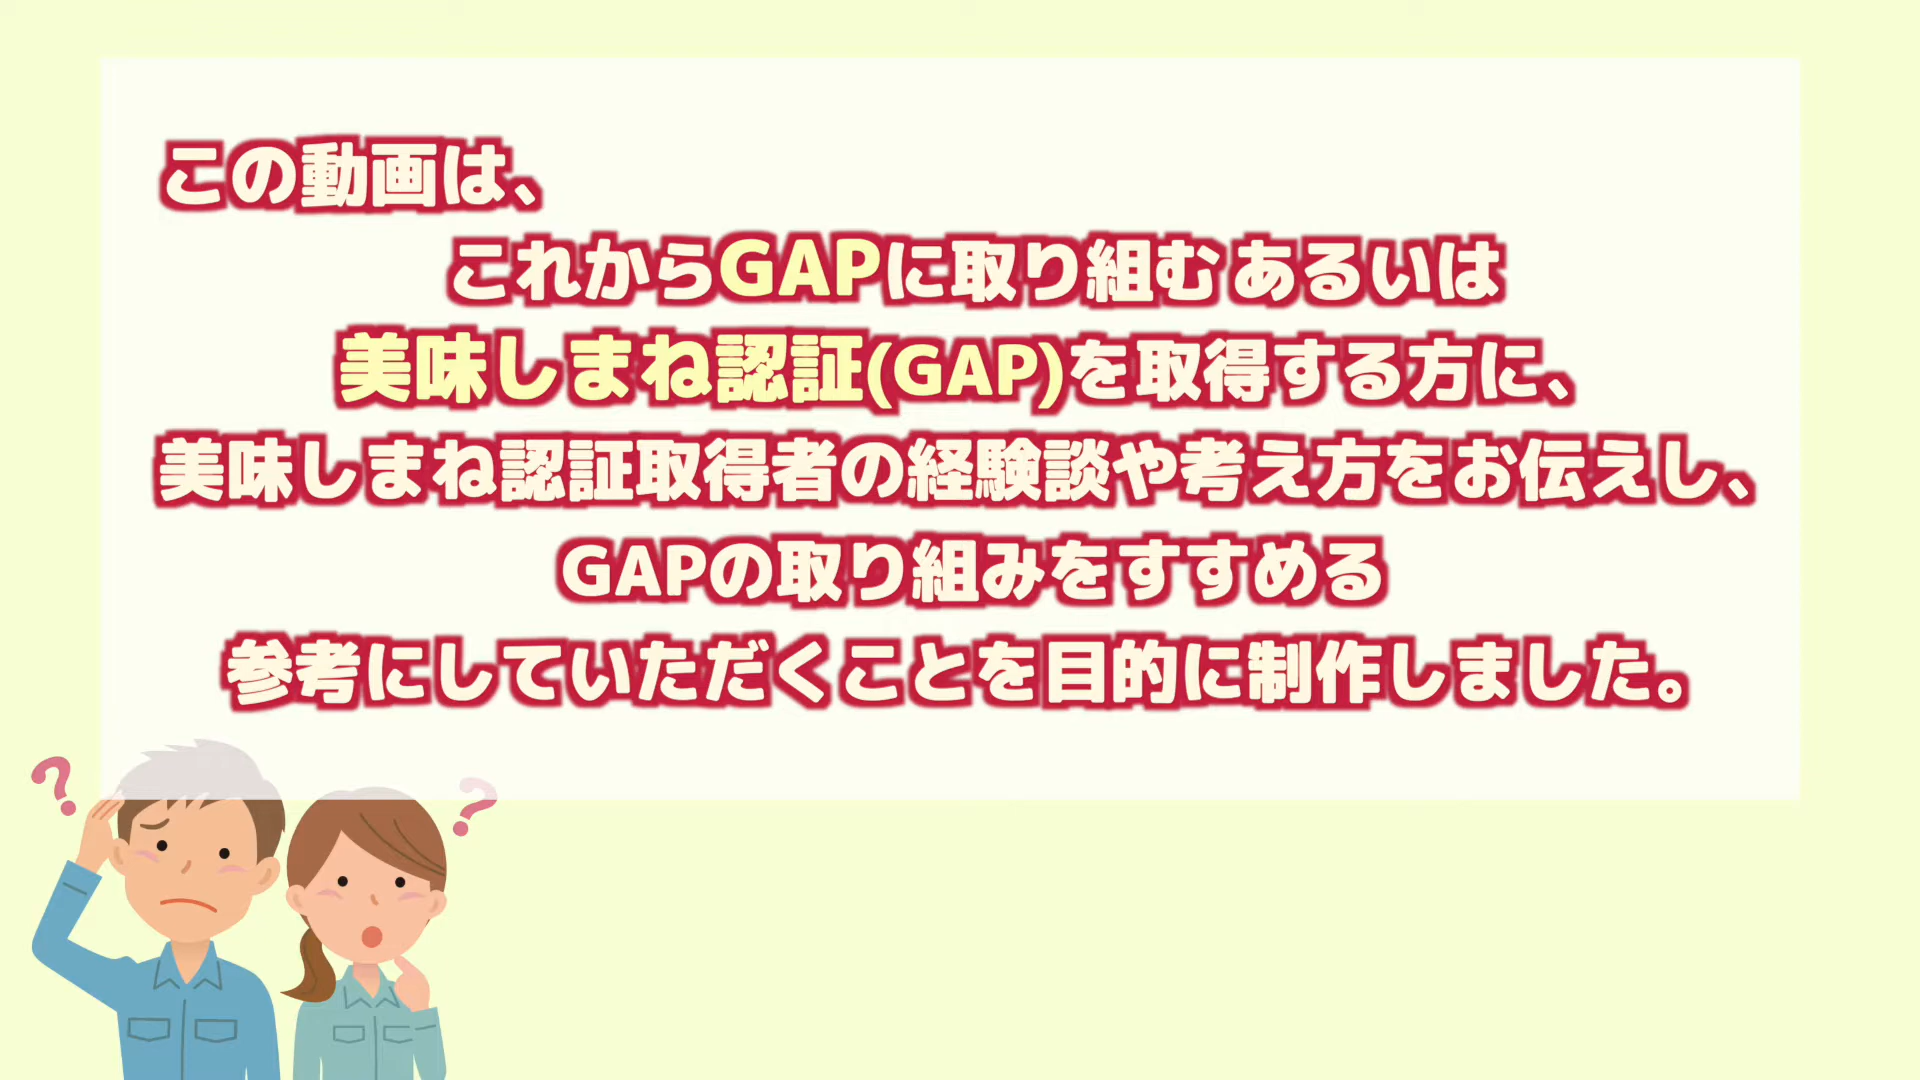 この動画は、
これからGAPに取り組む あるいは
美味しまね認証(GAP)を取得する方に、
美味しまね認証取得者の経験談や考え方をお伝えし、
GAPの取り組みをすすめる
参考にしていただくことを目的に制作しました。
? ?